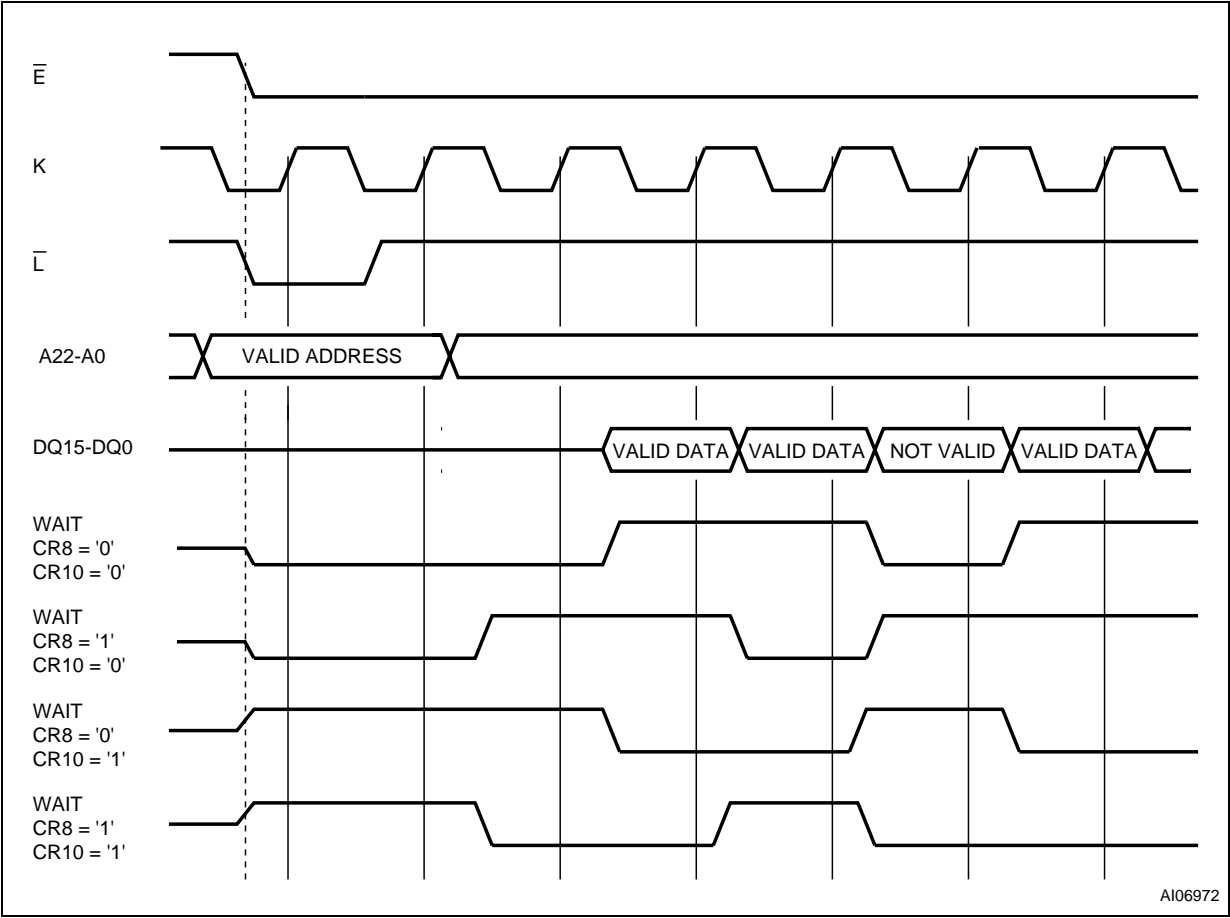 E̅
K
L̅
A22-A0
VALID ADDRESS
DQ15-DQ0
VALID DATA
VALID DATA
NOT VALID
VALID DATA
WAIT
CR8 = '0'
CR10 = '0'
WAIT
CR8 = '1'
CR10 = '0'
WAIT
CR8 = '0'
CR10 = '1'
WAIT
CR8 = '1'
CR10 = '1'
AI06972